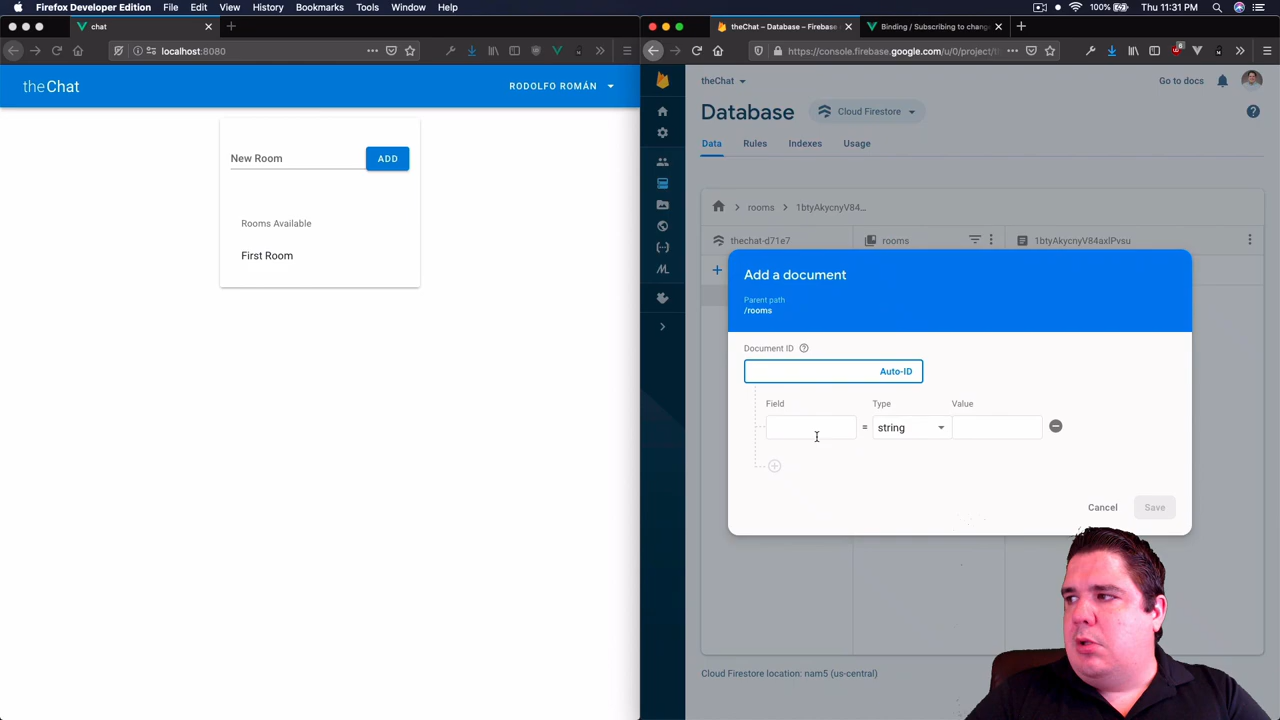 Firefox Developer Edition File Edit View History Bookmarks Tools Window Help
100% Thu 11:31 PM
chat
localhost:8080
theChat
RODOLFO ROMÁN
New Room
ADD
Rooms Available
First Room
theChat – Database – Firebase
Binding / Subscribing to chang
https://console.firebase.google.com/u/0/project/th
theChat
Go to docs
Database
Cloud Firestore
Data Rules Indexes Usage
rooms
1btyAkycnyV84...
thechat-d71e7
rooms
1btyAkycnyV84axlPvsu
Add a document
Parent path
/rooms
Document ID
Auto-ID
Field Type Value
= string
Cancel Save
Cloud Firestore location: nam5 (us-central)